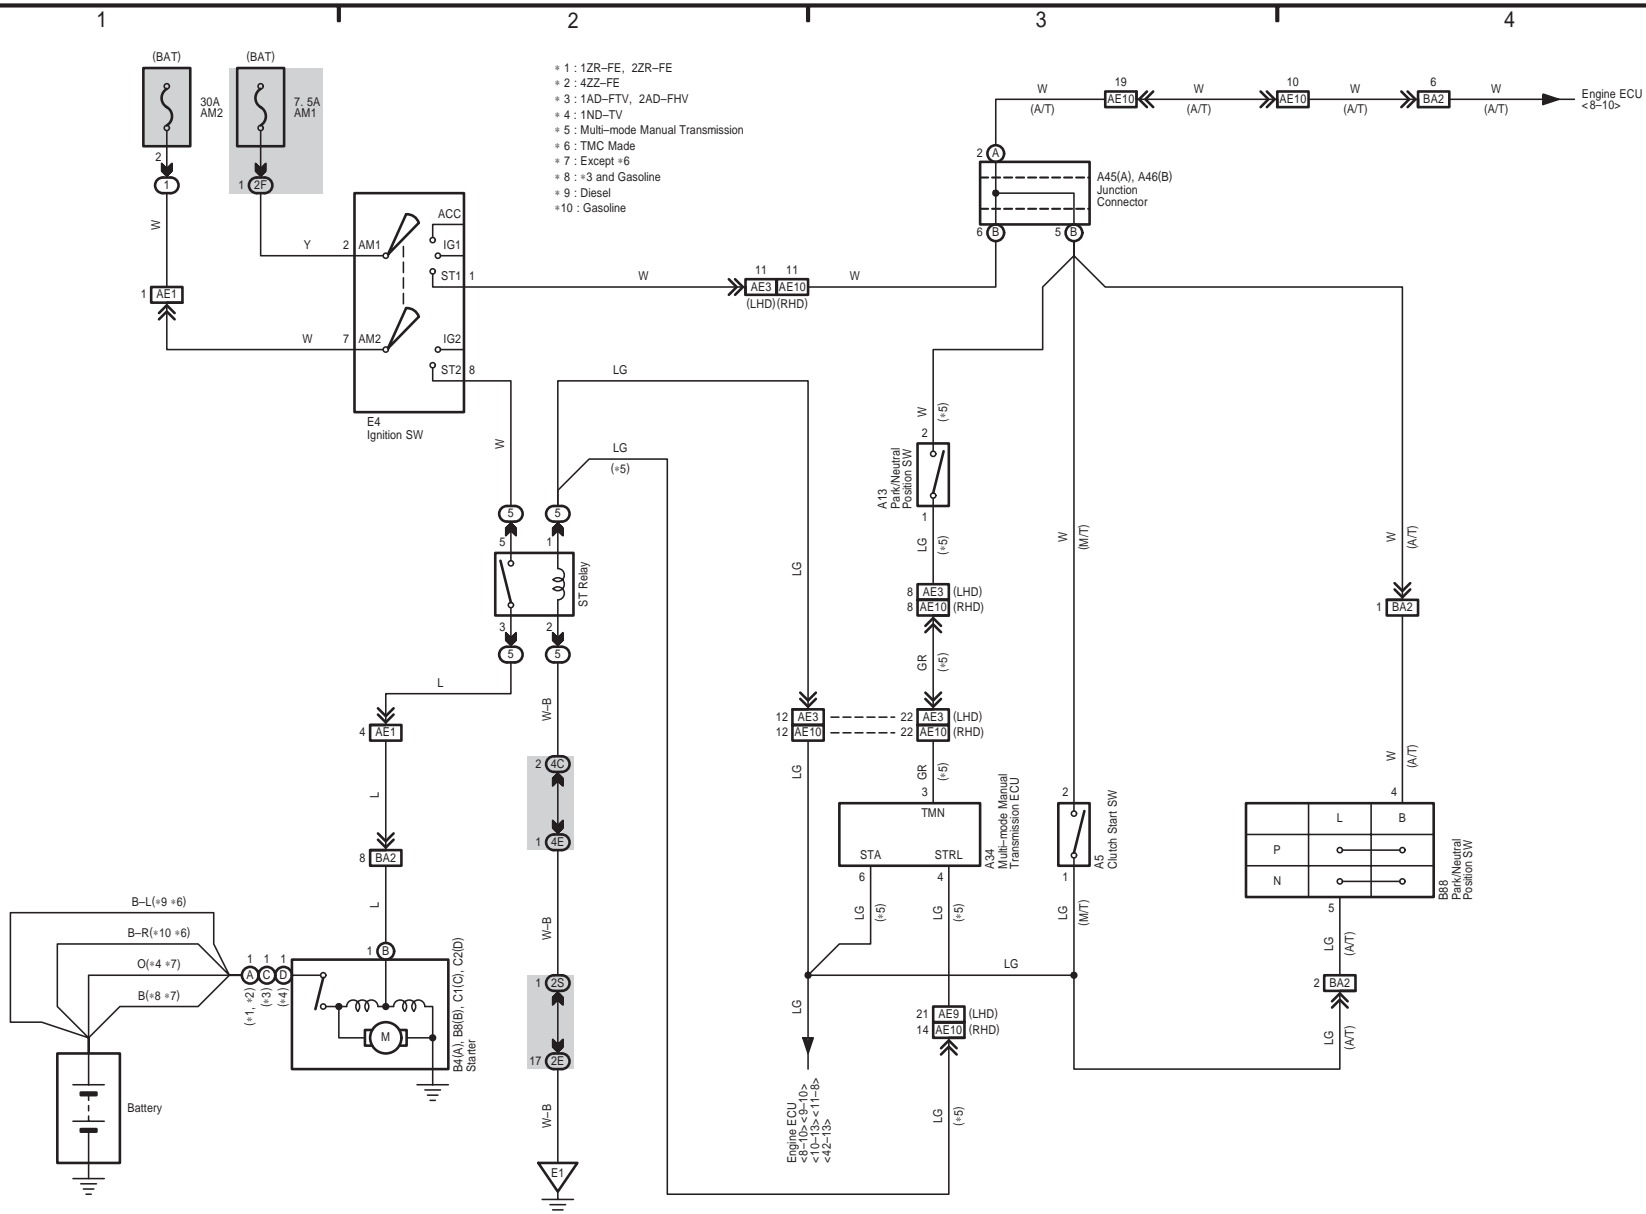 1 2 3 4
(BAT) (BAT)
30A
AM2
7. 5A
AM1
2
1
1 2F
W
Y
1 AE1
W
∗ 1 : 1ZR–FE, 2ZR–FE
∗ 2 : 4ZZ–FE
∗ 3 : 1AD–FTV, 2AD–FHV
∗ 4 : 1ND–TV
∗ 5 : Multi–mode Manual Transmission
∗ 6 : TMC Made
∗ 7 : Except ∗6
∗ 8 : ∗3 and Gasoline
∗ 9 : Diesel
∗10 : Gasoline
ACC
2 AM1 IG1
ST1 1
7 AM2 IG2
ST2 8
E4
Ignition SW
W
11 11
AE3 AE10
(LHD) (RHD)
W
W
(A/T)
19
AE10
W
(A/T)
10
AE10
W
(A/T)
6
BA2
W
(A/T)
Engine ECU
<8–10>
2 A
A45(A), A46(B)
Junction
Connector
6 B 5 B
W
LG
LG
(∗5)
5 5
5 1
ST Relay
3 2
5 5
L
4 AE1
L
8 BA2
L
1 B
W–B
2 4C
1 4E
W–B
1 2S
17 2E
W–B
E1
B–L(∗9 ∗6)
B–R(∗10 ∗6)
O(∗4 ∗7)
B(∗8 ∗7)
1 1 1
A C D
(∗1, ∗2)
(∗3)
(∗4)
M
B4(A), B8(B), C1(C), C2(D)
Starter
Battery
LG
12 AE3
12 AE10
LG
LG
Engine ECU
<8–10><9–10>
<10–13><11–8>
<42–13>
W
(∗5)
2
A13
Park/Neutral
Position SW
1
LG
(∗5)
8 AE3 (LHD)
8 AE10 (RHD)
GR
(∗5)
22 AE3 (LHD)
22 AE10 (RHD)
GR
(∗5)
3
TMN
STA STRL
A34
Multi–mode Manual
Transmission ECU
6 4
LG
(∗5)
LG
(∗5)
LG
21 AE9 (LHD)
14 AE10 (RHD)
LG
(∗5)
W
(M/T)
2
A5
Clutch Start SW
1
LG
(M/T)
W
(A/T)
1 BA2
W
(A/T)
4
L B
P
N
B88
Park/Neutral
Position SW
5
LG
(A/T)
2 BA2
LG
(A/T)